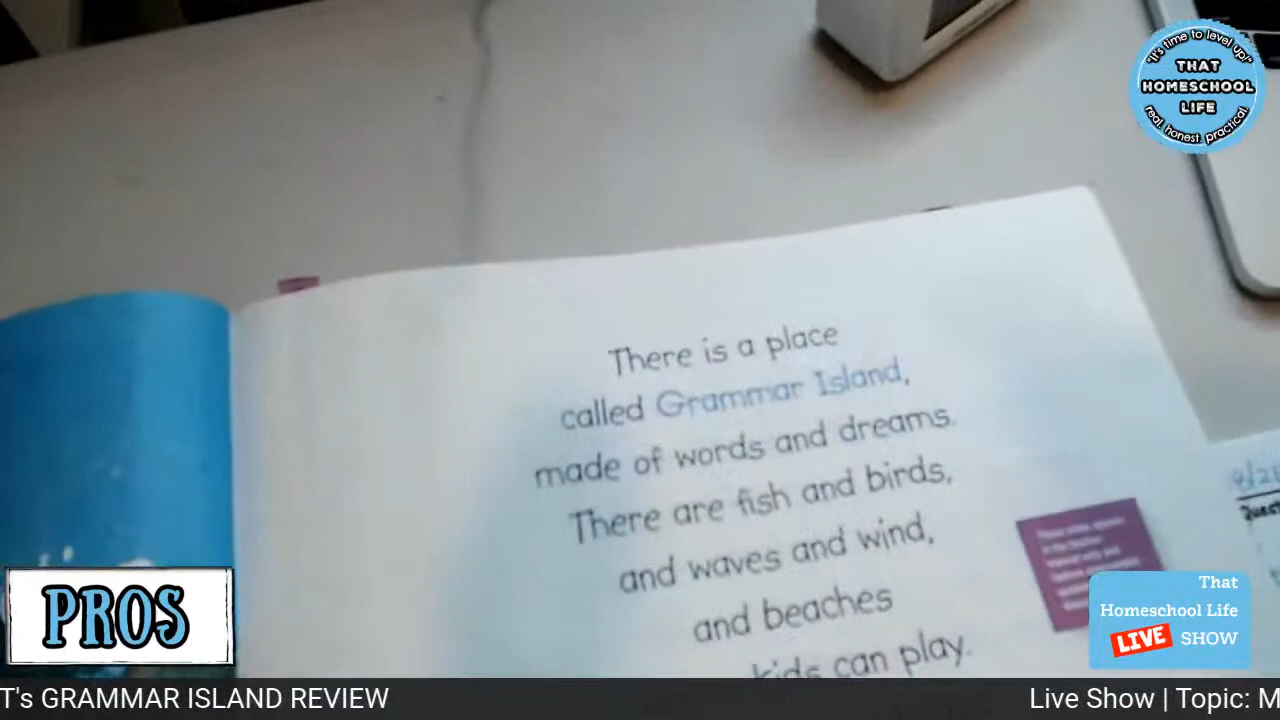 "it's time to level up!"
THAT
HOMESCHOOL
LIFE
real. honest. practical.
There is a place
called Grammar Island,
made of words and dreams.
There are fish and birds,
and waves and wind,
and beaches
kids can play.
PROS
That
Homeschool Life
LIVE SHOW
T's GRAMMAR ISLAND REVIEW
Live Show | Topic: M